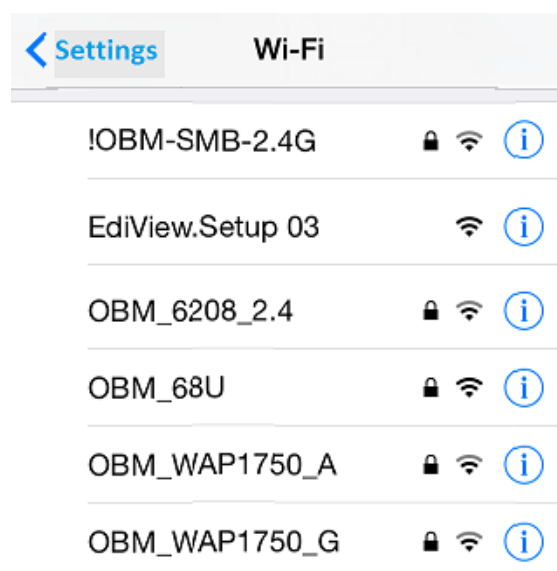 Settings Wi-Fi
!OBM-SMB-2.4G
EdiView.Setup 03
OBM_6208_2.4
OBM_68U
OBM_WAP1750_A
OBM_WAP1750_G